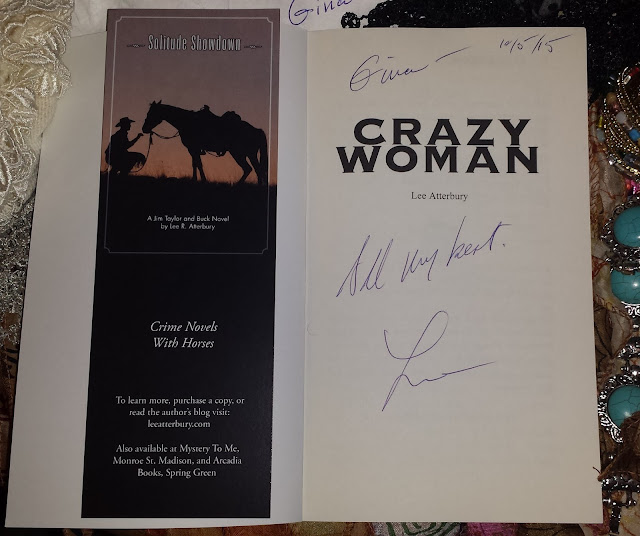 Gina
Solitude Showdown
A Jim Taylor and Buck Novel
by Lee R. Atterbury
Crime Novels
With Horses
To learn more, purchase a copy, or
read the author's blog visit:
leeatterbury.com
Also available at Mystery To Me,
Monroe St. Madison, and Arcadia
Books, Spring Green
10/5/15
Gina
CRAZY
WOMAN
Lee Atterbury
All my best.